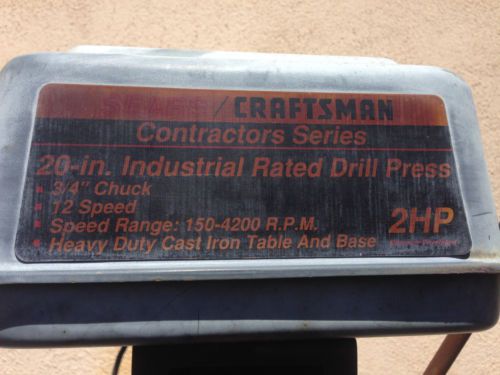 SEARS/CRAFTSMAN
Contractors Series
20-in. Industrial Rated Drill Press
3/4" Chuck
12 Speed
Speed Range: 150-4200 R.P.M.
Heavy Duty Cast Iron Table And Base
2HP